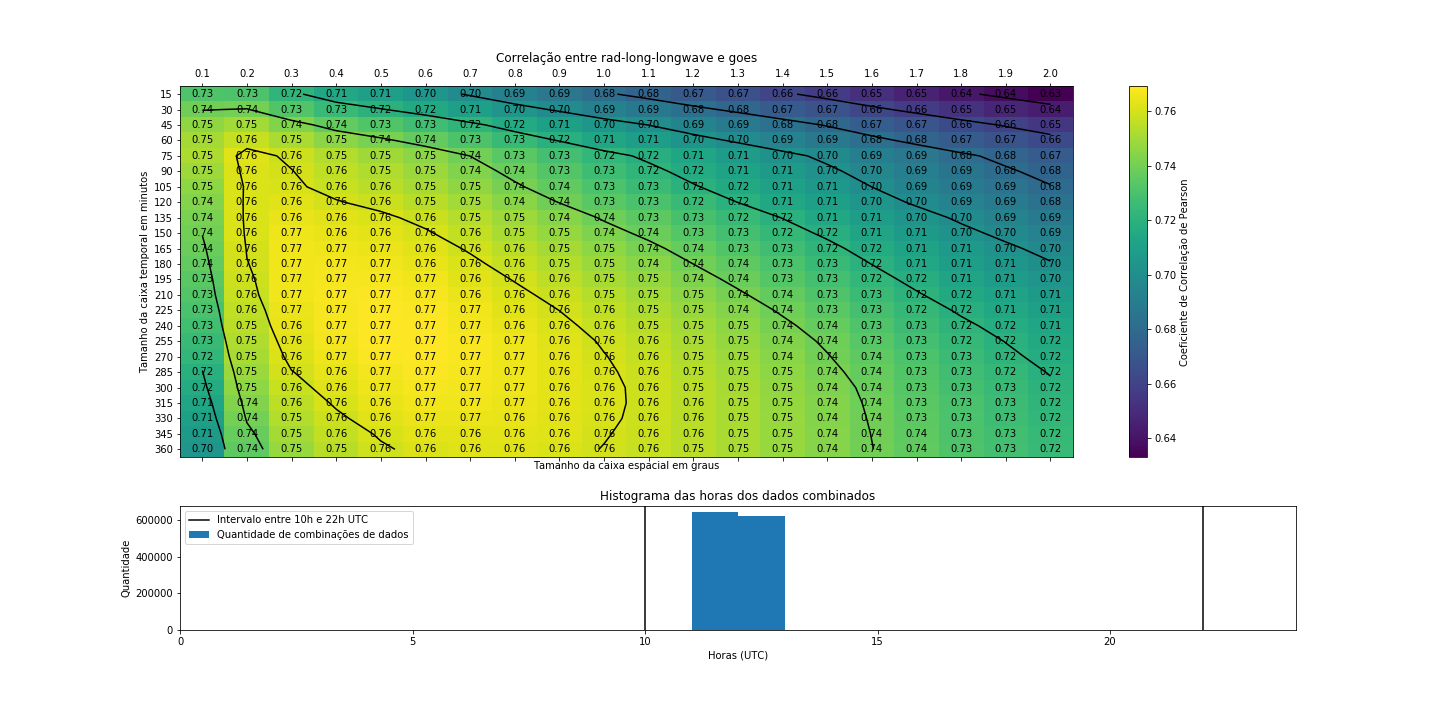 Correlação entre rad-long-longwave e goes
0.1 0.2 0.3 0.4 0.5 0.6 0.7 0.8 0.9 1.0 1.1 1.2 1.3 1.4 1.5 1.6 1.7 1.8 1.9 2.0
15 0.73 0.73 0.72 0.71 0.71 0.70 0.70 0.69 0.69 0.68 0.68 0.67 0.67 0.66 0.66 0.65 0.65 0.64 0.64 0.63
30 0.74 0.74 0.73 0.73 0.72 0.72 0.71 0.70 0.70 0.69 0.69 0.68 0.68 0.67 0.67 0.66 0.66 0.65 0.65 0.64
45 0.75 0.75 0.74 0.74 0.73 0.73 0.72 0.72 0.71 0.70 0.70 0.69 0.69 0.68 0.68 0.67 0.67 0.66 0.66 0.65
60 0.75 0.76 0.75 0.75 0.74 0.74 0.73 0.73 0.72 0.71 0.71 0.70 0.70 0.69 0.69 0.68 0.68 0.67 0.67 0.66
75 0.75 0.76 0.76 0.75 0.75 0.75 0.74 0.73 0.73 0.72 0.72 0.71 0.71 0.70 0.70 0.69 0.69 0.68 0.68 0.67
90 0.75 0.76 0.76 0.75 0.75 0.75 0.74 0.74 0.73 0.73 0.72 0.72 0.71 0.71 0.70 0.70 0.69 0.69 0.68 0.68
105 0.75 0.76 0.76 0.76 0.75 0.75 0.75 0.74 0.74 0.73 0.73 0.72 0.72 0.71 0.71 0.70 0.69 0.69 0.69 0.68
120 0.74 0.76 0.76 0.76 0.76 0.75 0.75 0.74 0.74 0.73 0.73 0.72 0.72 0.71 0.71 0.70 0.70 0.69 0.69 0.68
135 0.74 0.76 0.76 0.76 0.76 0.76 0.75 0.75 0.74 0.74 0.73 0.73 0.72 0.72 0.71 0.71 0.70 0.70 0.69 0.69
150 0.74 0.76 0.77 0.77 0.76 0.76 0.75 0.75 0.75 0.74 0.74 0.73 0.73 0.72 0.72 0.71 0.71 0.70 0.70 0.69
165 0.74 0.76 0.77 0.77 0.77 0.76 0.76 0.75 0.75 0.75 0.74 0.74 0.73 0.73 0.72 0.72 0.71 0.71 0.70 0.70
180 0.74 0.76 0.77 0.77 0.77 0.76 0.76 0.76 0.75 0.75 0.74 0.74 0.74 0.73 0.73 0.72 0.71 0.71 0.70 0.70
195 0.73 0.76 0.77 0.77 0.77 0.77 0.76 0.76 0.75 0.75 0.75 0.74 0.74 0.73 0.73 0.72 0.72 0.71 0.71 0.70
210 0.73 0.76 0.77 0.77 0.77 0.77 0.76 0.76 0.76 0.75 0.75 0.75 0.74 0.74 0.73 0.73 0.72 0.72 0.71 0.71
225 0.73 0.76 0.77 0.77 0.77 0.77 0.77 0.76 0.76 0.76 0.75 0.75 0.74 0.74 0.73 0.73 0.72 0.72 0.71 0.71
240 0.73 0.75 0.76 0.77 0.77 0.77 0.77 0.76 0.76 0.76 0.75 0.75 0.75 0.74 0.74 0.73 0.73 0.72 0.72 0.71
255 0.73 0.75 0.76 0.77 0.77 0.77 0.77 0.77 0.76 0.76 0.76 0.75 0.75 0.74 0.74 0.73 0.73 0.72 0.72 0.72
270 0.72 0.75 0.76 0.77 0.77 0.77 0.77 0.77 0.76 0.76 0.76 0.75 0.75 0.74 0.74 0.74 0.73 0.73 0.72 0.72
285 0.72 0.75 0.76 0.76 0.77 0.77 0.77 0.77 0.76 0.76 0.76 0.75 0.75 0.75 0.74 0.74 0.73 0.73 0.72 0.72
300 0.72 0.75 0.76 0.76 0.77 0.77 0.77 0.77 0.76 0.76 0.76 0.75 0.75 0.75 0.74 0.74 0.73 0.73 0.73 0.72
315 0.71 0.74 0.75 0.76 0.76 0.77 0.77 0.77 0.76 0.76 0.76 0.75 0.75 0.75 0.74 0.74 0.73 0.73 0.73 0.72
330 0.71 0.74 0.75 0.76 0.76 0.77 0.77 0.76 0.76 0.76 0.76 0.75 0.75 0.75 0.74 0.74 0.73 0.73 0.73 0.72
345 0.71 0.74 0.75 0.76 0.76 0.76 0.76 0.76 0.76 0.76 0.76 0.75 0.75 0.75 0.74 0.74 0.74 0.73 0.73 0.72
360 0.70 0.74 0.75 0.75 0.76 0.76 0.76 0.76 0.76 0.76 0.76 0.75 0.75 0.75 0.74 0.74 0.74 0.73 0.73 0.72
Tamanho da caixa temporal em minutos
Tamanho da caixa espacial em graus
0.76
0.74
0.72
0.70
0.68
0.66
0.64
Coeficiente de Correlação de Pearson
Histograma das horas dos dados combinados
Intervalo entre 10h e 22h UTC
Quantidade de combinações de dados
600000
400000
200000
0
Quantidade
0 5 10 15 20
Horas (UTC)